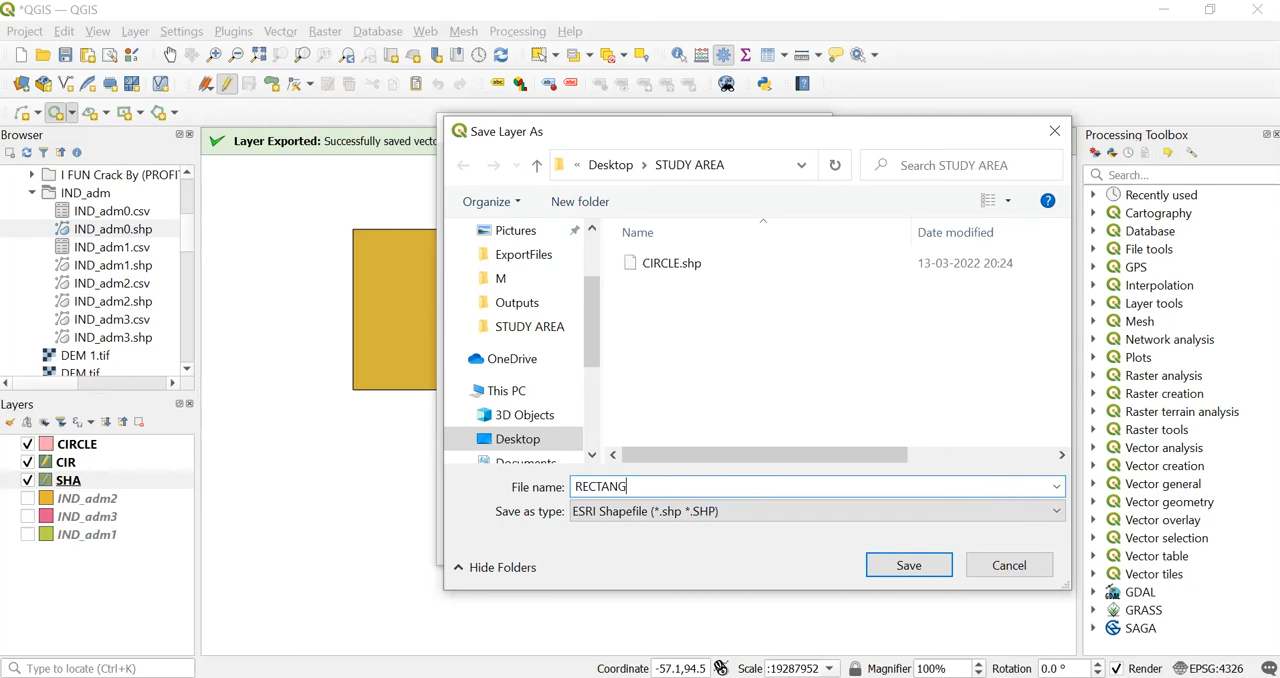 *QGIS — QGIS
Project Edit View Layer Settings Plugins Vector Raster Database Web Mesh Processing Help
Browser
I FUN Crack By (PROFI
IND_adm
IND_adm0.csv
IND_adm0.shp
IND_adm1.csv
IND_adm1.shp
IND_adm2.csv
IND_adm2.shp
IND_adm3.csv
IND_adm3.shp
DEM 1.tif
DEM.tif
Layers
CIRCLE
CIR
SHA
IND_adm2
IND_adm3
IND_adm1
Layer Exported: Successfully saved vecto
Save Layer As
« Desktop › STUDY AREA
Search STUDY AREA
Organize New folder
Pictures
ExportFiles
M
Outputs
STUDY AREA
OneDrive
This PC
3D Objects
Desktop
Documents
Name Date modified
CIRCLE.shp 13-03-2022 20:24
File name: RECTANG
Save as type: ESRI Shapefile (*.shp *.SHP)
Hide Folders
Save Cancel
Processing Toolbox
Search...
Recently used
Cartography
Database
File tools
GPS
Interpolation
Layer tools
Mesh
Network analysis
Plots
Raster analysis
Raster creation
Raster terrain analysis
Raster tools
Vector analysis
Vector creation
Vector general
Vector geometry
Vector overlay
Vector selection
Vector table
Vector tiles
GDAL
GRASS
SAGA
Type to locate (Ctrl+K)
Coordinate -57.1,94.5 Scale :19287952 Magnifier 100% Rotation 0.0 ° Render EPSG:4326